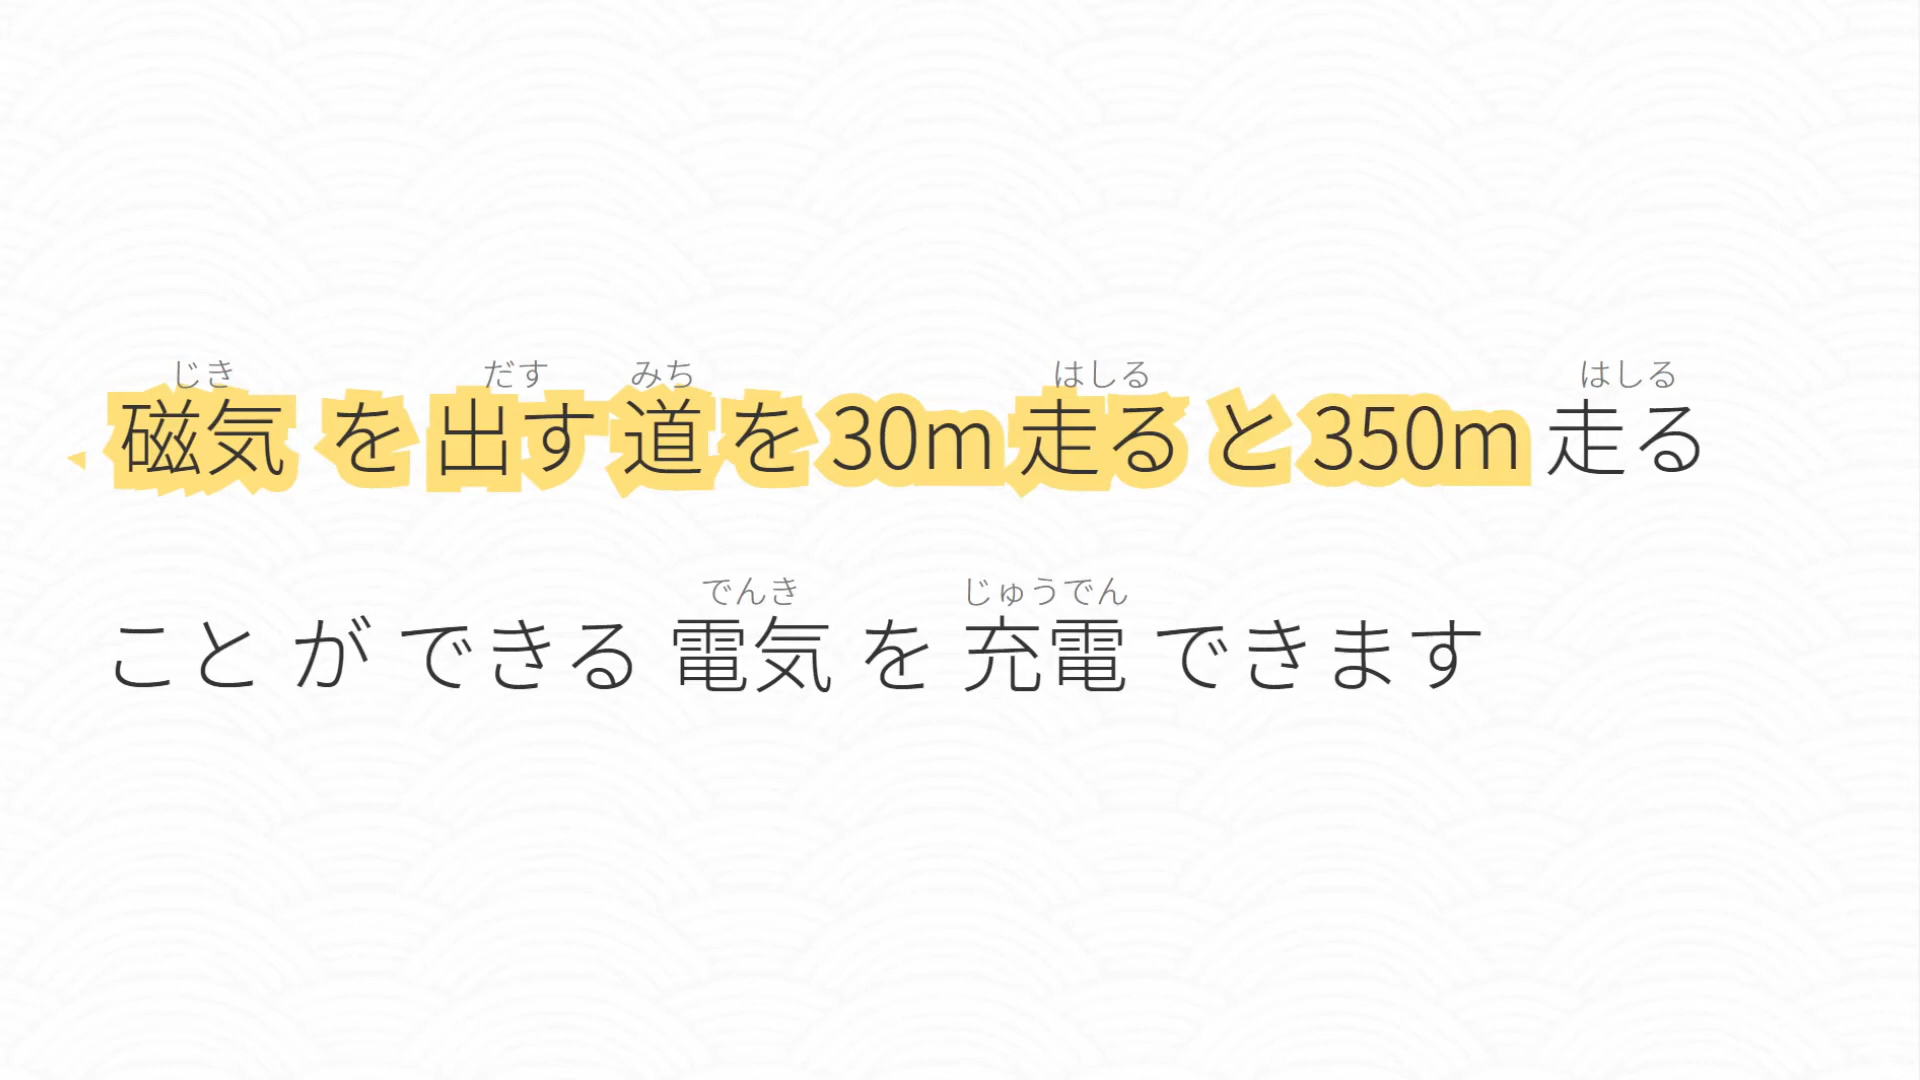 じき だす みち はしる はしる
磁気 を 出す 道 を 30m 走る と 350m 走る
でんき じゅうでん
こと が できる 電気 を 充電 できます